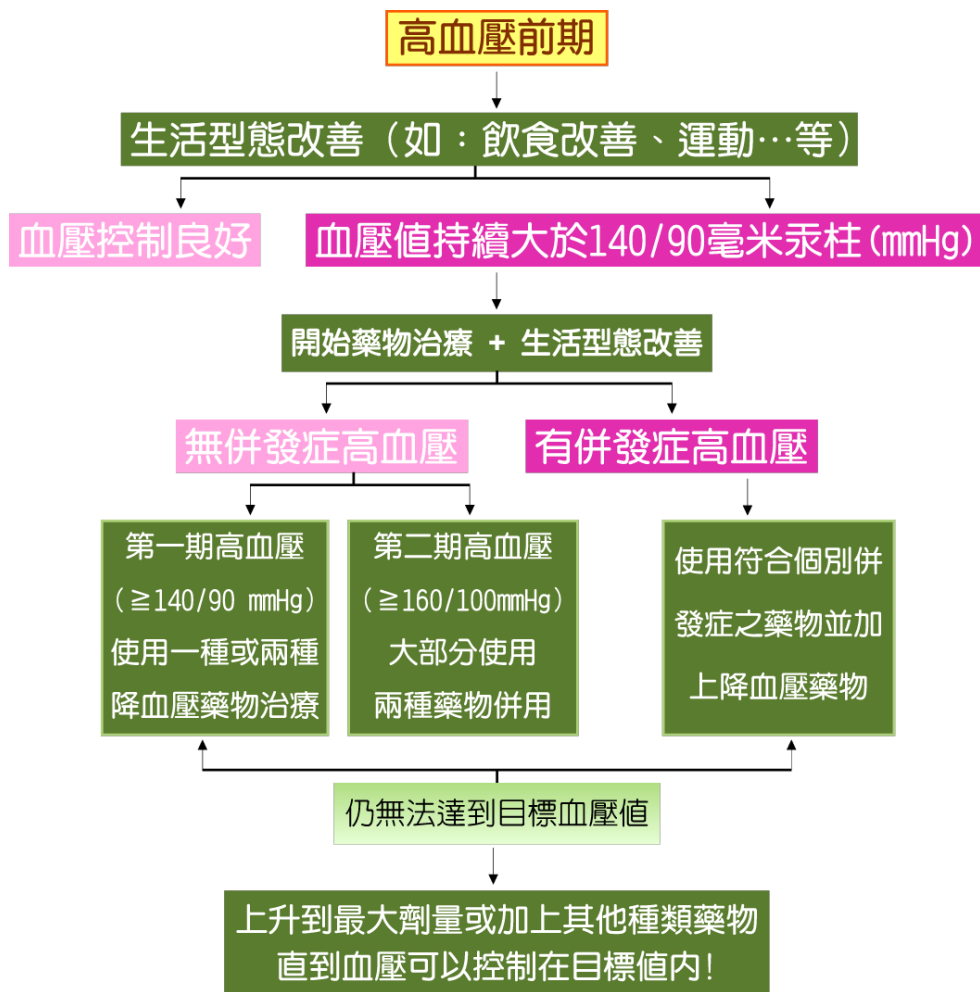 高血壓前期
生活型態改善（如：飲食改善、運動…等）
血壓控制良好
血壓值持續大於140/90毫米汞柱(mmHg)
開始藥物治療 + 生活型態改善
無併發症高血壓
有併發症高血壓
第一期高血壓
（≧140/90 mmHg）
使用一種或兩種
降血壓藥物治療
第二期高血壓
（≧160/100mmHg）
大部分使用
兩種藥物併用
使用符合個別併
發症之藥物並加
上降血壓藥物
仍無法達到目標血壓值
上升到最大劑量或加上其他種類藥物
直到血壓可以控制在目標值內!